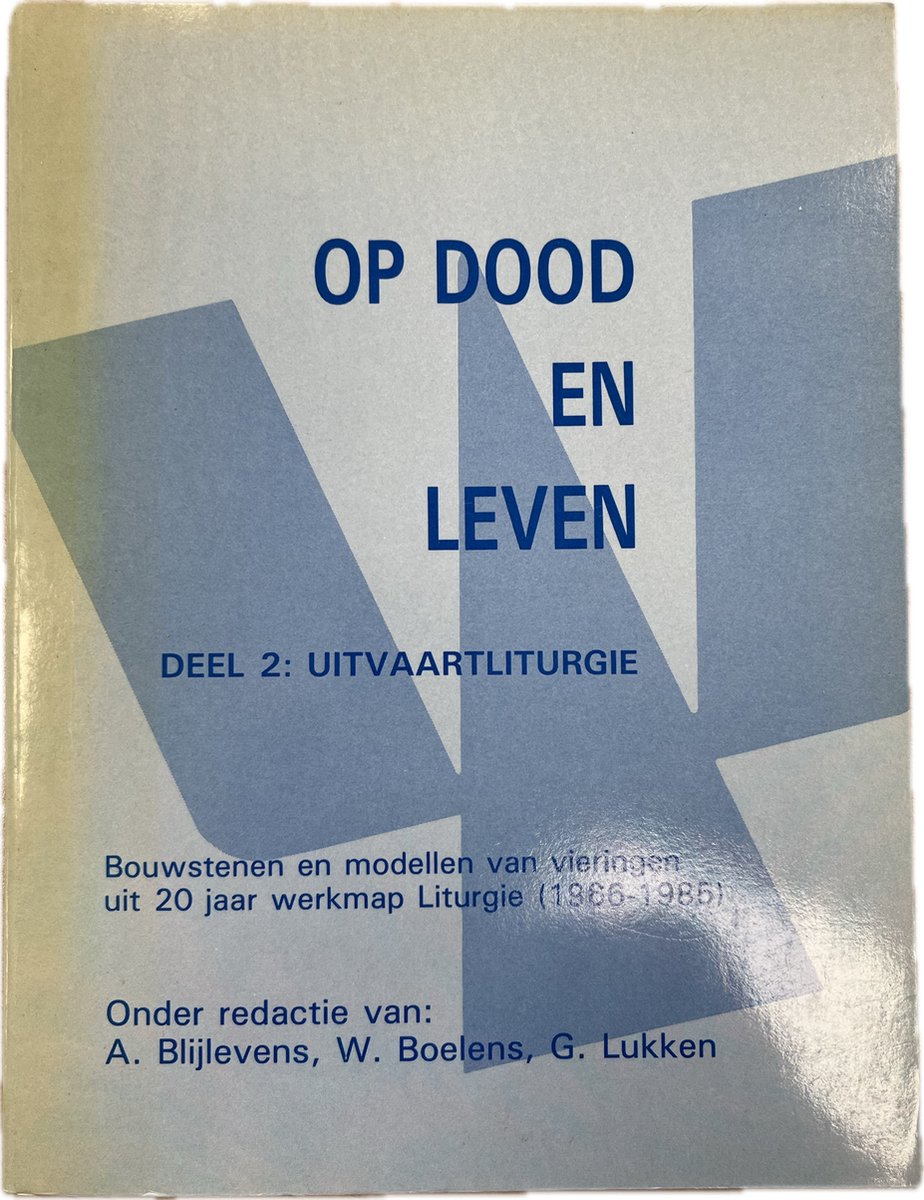 OP DOOD
EN
LEVEN
DEEL 2: UITVAARTLITURGIE
Bouwstenen en modellen van vieringen
uit 20 jaar werkmap Liturgie (1966-1985)
Onder redactie van:
A. Blijlevens, W. Boelens, G. Lukken